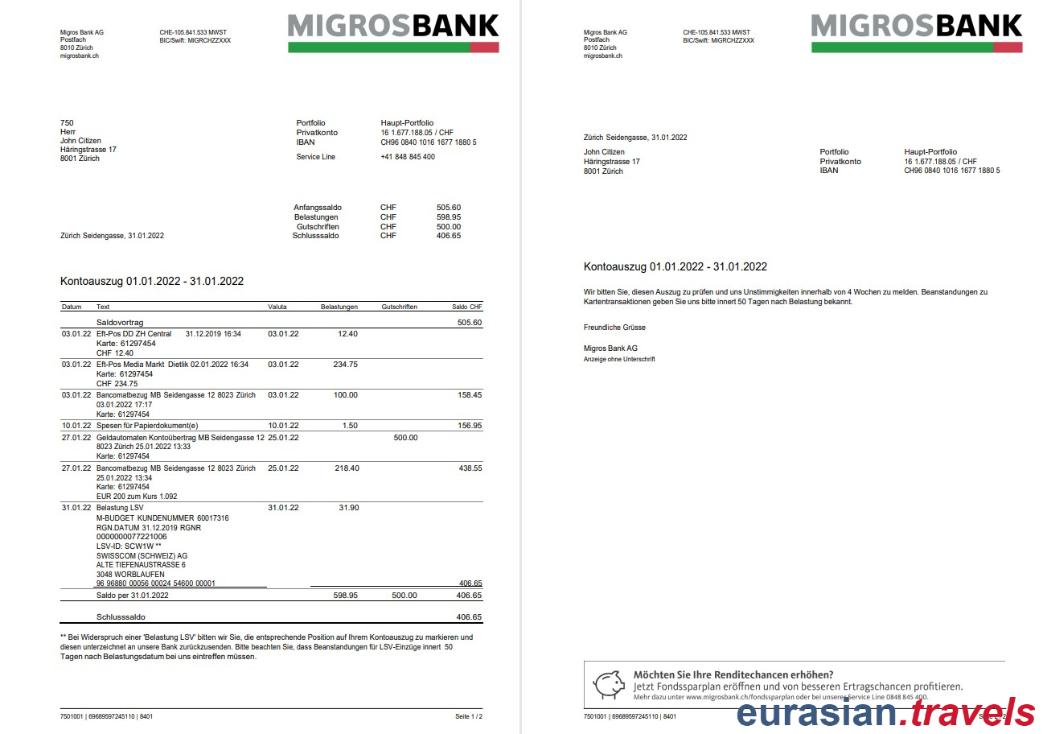 Migros Bank AG
Postfach
8010 Zürich
migrosbank.ch
CHE-105.841.533 MWST
BIC/Swift: MIGRCHZZXXX
MIGROSBANK
750
Herr
John Citizen
Häringstrasse 17
8001 Zürich
Portfolio Haupt-Portfolio
Privatkonto 16 1.677.188.05 / CHF
IBAN CH96 0840 1016 1677 1880 5
Service Line +41 848 845 400
Anfangssaldo CHF 505.60
Belastungen CHF 598.95
Gutschriften CHF 500.00
Schlusssaldo CHF 406.65
Zürich Seidengasse, 31.01.2022
Kontoauszug 01.01.2022 - 31.01.2022
Datum Text Valuta Belastungen Gutschriften Saldo CHF
Saldovortrag 505.60
03.01.22 Eft-Pos DD ZH Central 31.12.2019 16:34 03.01.22 12.40
Karte: 61297454
CHF 12.40
03.01.22 Eft-Pos Media Markt Dietlik 02.01.2022 16:34 03.01.22 234.75
Karte: 61297454
CHF 234.75
03.01.22 Bancomatbezug MB Seidengasse 12 8023 Zürich 03.01.22 100.00 158.45
03.01.2022 17:17
Karte: 61297454
10.01.22 Spesen für Papierdokument(e) 10.01.22 1.50 156.95
27.01.22 Geldautomaten Kontoübertrag MB Seidengasse 12 25.01.22 500.00
8023 Zürich 25.01.2022 13:33
Karte: 61297454
27.01.22 Bancomatbezug MB Seidengasse 12 8023 Zürich 25.01.22 218.40 438.55
25.01.2022 13:34
Karte: 61297454
EUR 200 zum Kurs 1.092
31.01.22 Belastung LSV 31.01.22 31.90
M-BUDGET KUNDENUMMER 60017316
RGN.DATUM 31.12.2019 RGNR
0000000077221006
LSV-ID: SCW1W **
SWISSCOM (SCHWEIZ) AG
ALTE TIEFENAUSTRASSE 6
3048 WORBLAUFEN
96 96880 00056 00024 54600 00001 406.65
Saldo per 31.01.2022 598.95 500.00 406.65
Schlusssaldo 406.65
** Bei Widerspruch einer 'Belastung LSV' bitten wir Sie, die entsprechende Position auf Ihrem Kontoauszug zu markieren und
diesen unterzeichnet an unsere Bank zurückzusenden. Bitte beachten Sie, dass Beanstandungen für LSV-Einzüge innert 50
Tagen nach Belastungsdatum bei uns eintreffen müssen.
7501001 | 69689597245110 | 8401 Seite 1 / 2
Migros Bank AG
Postfach
8010 Zürich
migrosbank.ch
CHE-105.841.533 MWST
BIC/Swift: MIGRCHZZXXX
MIGROSBANK
Zürich Seidengasse, 31.01.2022
John Citizen
Häringstrasse 17
8001 Zürich
Portfolio Haupt-Portfolio
Privatkonto 16 1.677.188.05 / CHF
IBAN CH96 0840 1016 1677 1880 5
Kontoauszug 01.01.2022 - 31.01.2022
Wir bitten Sie, diesen Auszug zu prüfen und uns Unstimmigkeiten innerhalb von 4 Wochen zu melden. Beanstandungen zu
Kartentransaktionen geben Sie uns bitte innert 50 Tagen nach Belastung bekannt.
Freundliche Grüsse
Migros Bank AG
Anzeige ohne Unterschrift
Möchten Sie Ihre Renditechancen erhöhen?
Jetzt Fondssparplan eröffnen und von besseren Ertragschancen profitieren.
Mehr dazu unter www.migrosbank.ch/fondssparplan oder bei unserer Service Line 0848 845 400.
7501001 | 69689597245110 | 8401
eurasian.travels